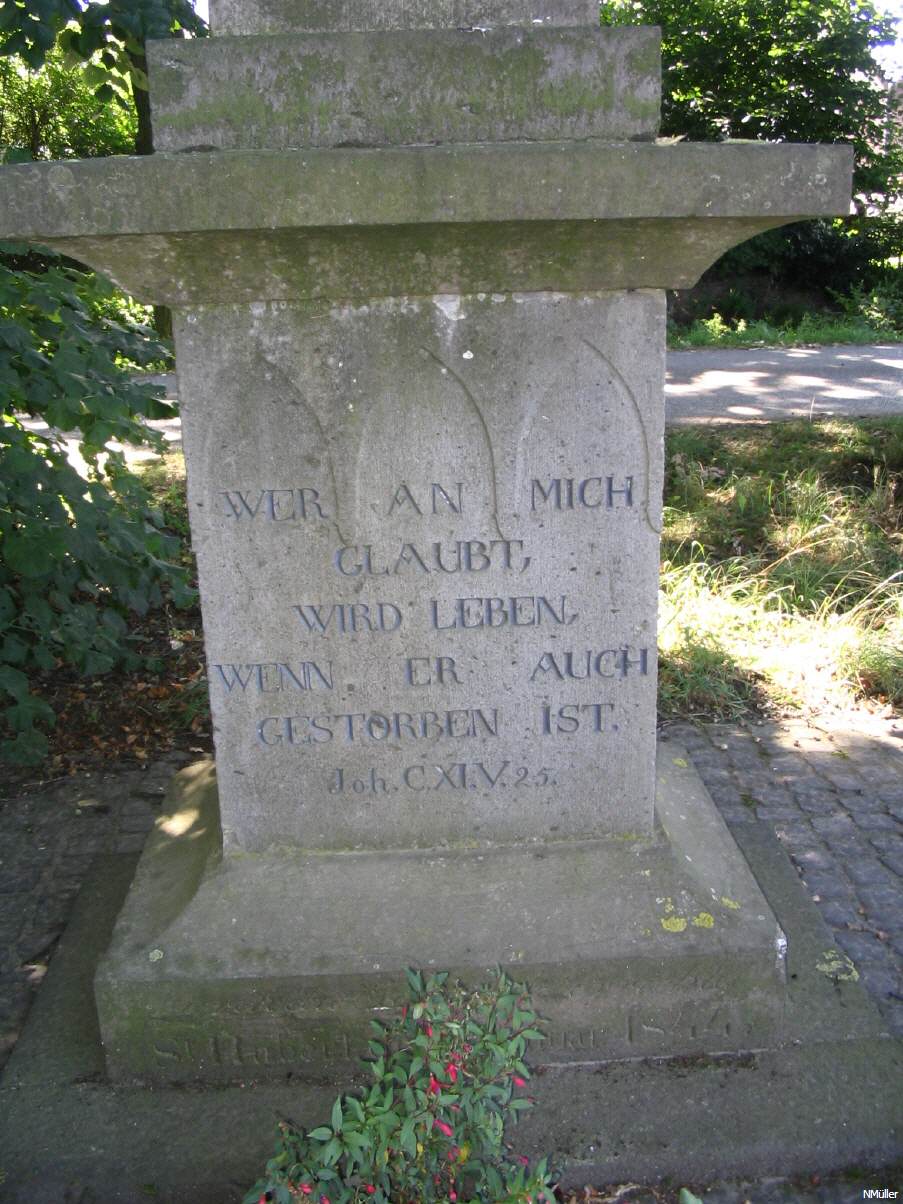 WER AN MICH
GLAUBT,
WIRD LEBEN,
WENN ER AUCH
GESTORBEN IST.
Joh. C.XI.V.25.
NMüller